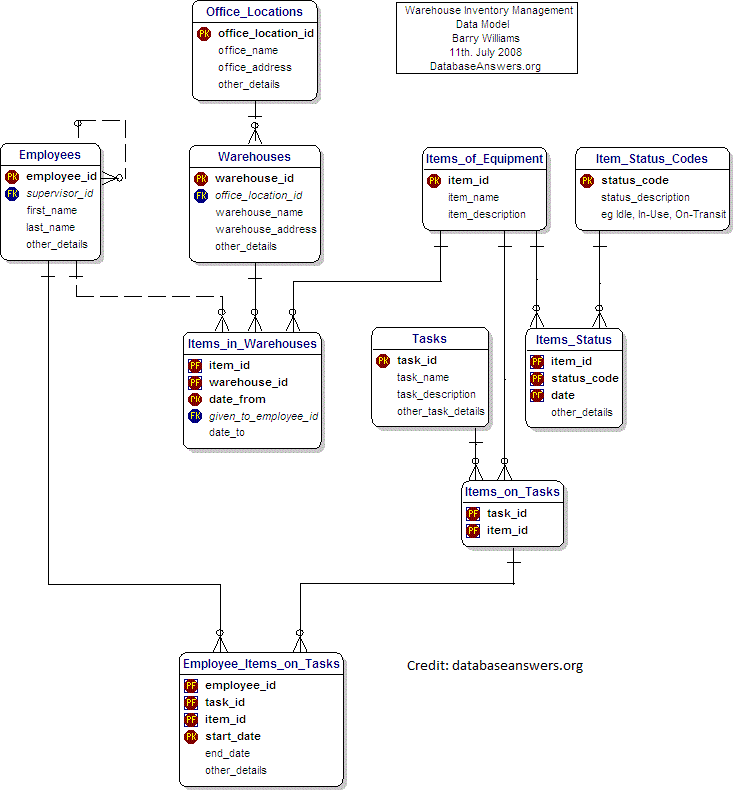 Office_Locations
PK office_location_id
office_name
office_address
other_details
Warehouse Inventory Management
Data Model
Barry Williams
11th. July 2008
DatabaseAnswers.org
Employees
PK employee_id
FK supervisor_id
first_name
last_name
other_details
Warehouses
PK warehouse_id
FK office_location_id
warehouse_name
warehouse_address
other_details
Items_of_Equipment
PK item_id
item_name
item_description
Item_Status_Codes
PK status_code
status_description
eg Idle, In-Use, On-Transit
Items_in_Warehouses
PF item_id
PF warehouse_id
PK date_from
FK given_to_employee_id
date_to
Tasks
PK task_id
task_name
task_description
other_task_details
Items_Status
PF item_id
PF status_code
PF date
other_details
Items_on_Tasks
PF task_id
PF item_id
Employee_Items_on_Tasks
PF employee_id
PF task_id
PF item_id
PK start_date
end_date
other_details
Credit: databaseanswers.org